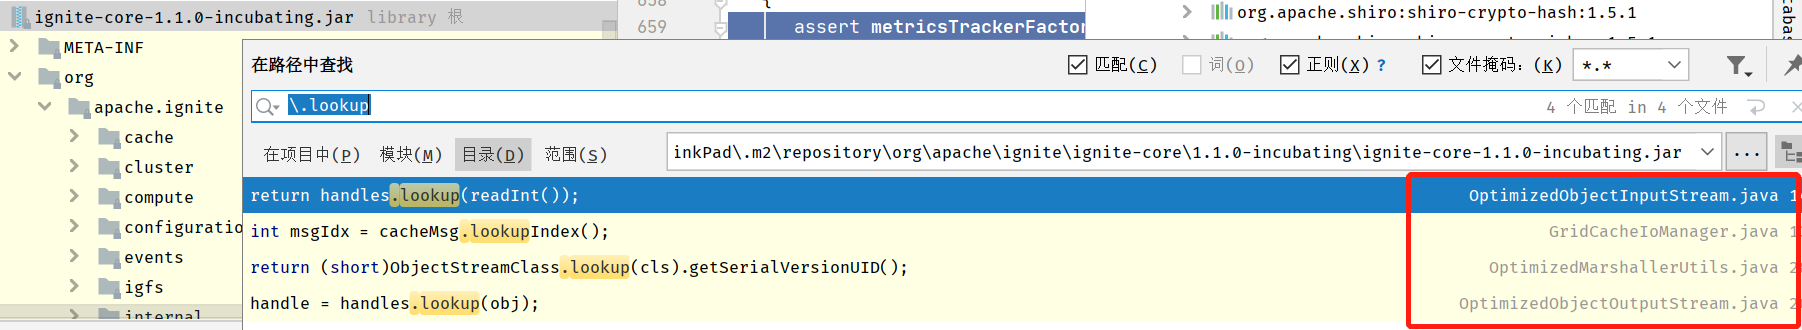 ignite-core-1.1.0-incubating.jar library 根
META-INF
org
apache.ignite
cache
cluster
compute
configuratio
events
igfs
internal
658 {
659 assert metricsTrackerFactor
org.apache.shiro:shiro-crypto-hash:1.5.1
在路径中查找
匹配(C)
词(O)
正则(X) ?
文件掩码：(K) *.*
\.lookup
4 个匹配 in 4 个文件
在项目中(P) 模块(M) 目录(D) 范围(S)
inkPad\.m2\repository\org\apache\ignite\ignite-core\1.1.0-incubating\ignite-core-1.1.0-incubating.jar ...
return handles.lookup(readInt()); OptimizedObjectInputStream.java 1
int msgIdx = cacheMsg.lookupIndex(); GridCacheIoManager.java 1
return (short)ObjectStreamClass.lookup(cls).getSerialVersionUID(); OptimizedMarshallerUtils.java 2
handle = handles.lookup(obj); OptimizedObjectOutputStream.java 2